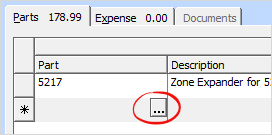 Parts 178.99 Expense 0.00 Documents
Part Description
5217 Zone Expander for 5
* ...